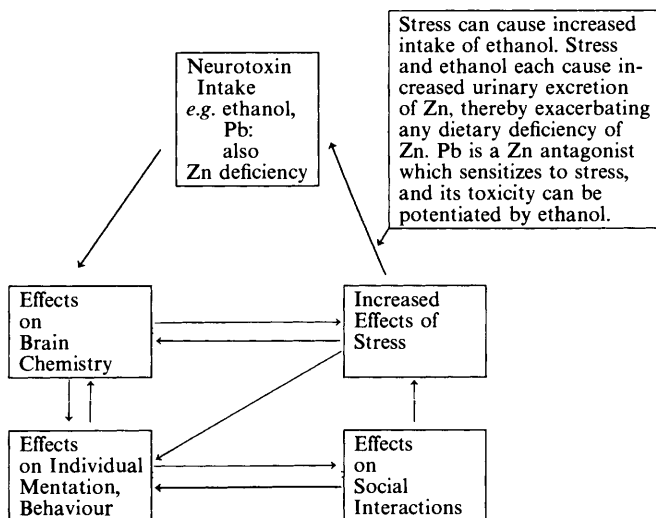 Neurotoxin
Intake
e.g. ethanol,
Pb:
also
Zn deficiency
Stress can cause increased
intake of ethanol. Stress
and ethanol each cause in-
creased urinary excretion
of Zn, thereby exacerbating
any dietary deficiency of
Zn. Pb is a Zn antagonist
which sensitizes to stress,
and its toxicity can be
potentiated by ethanol.
Effects
on
Brain
Chemistry
Increased
Effects of
Stress
Effects
on Individual
Mentation,
Behaviour
Effects
on
Social
Interactions